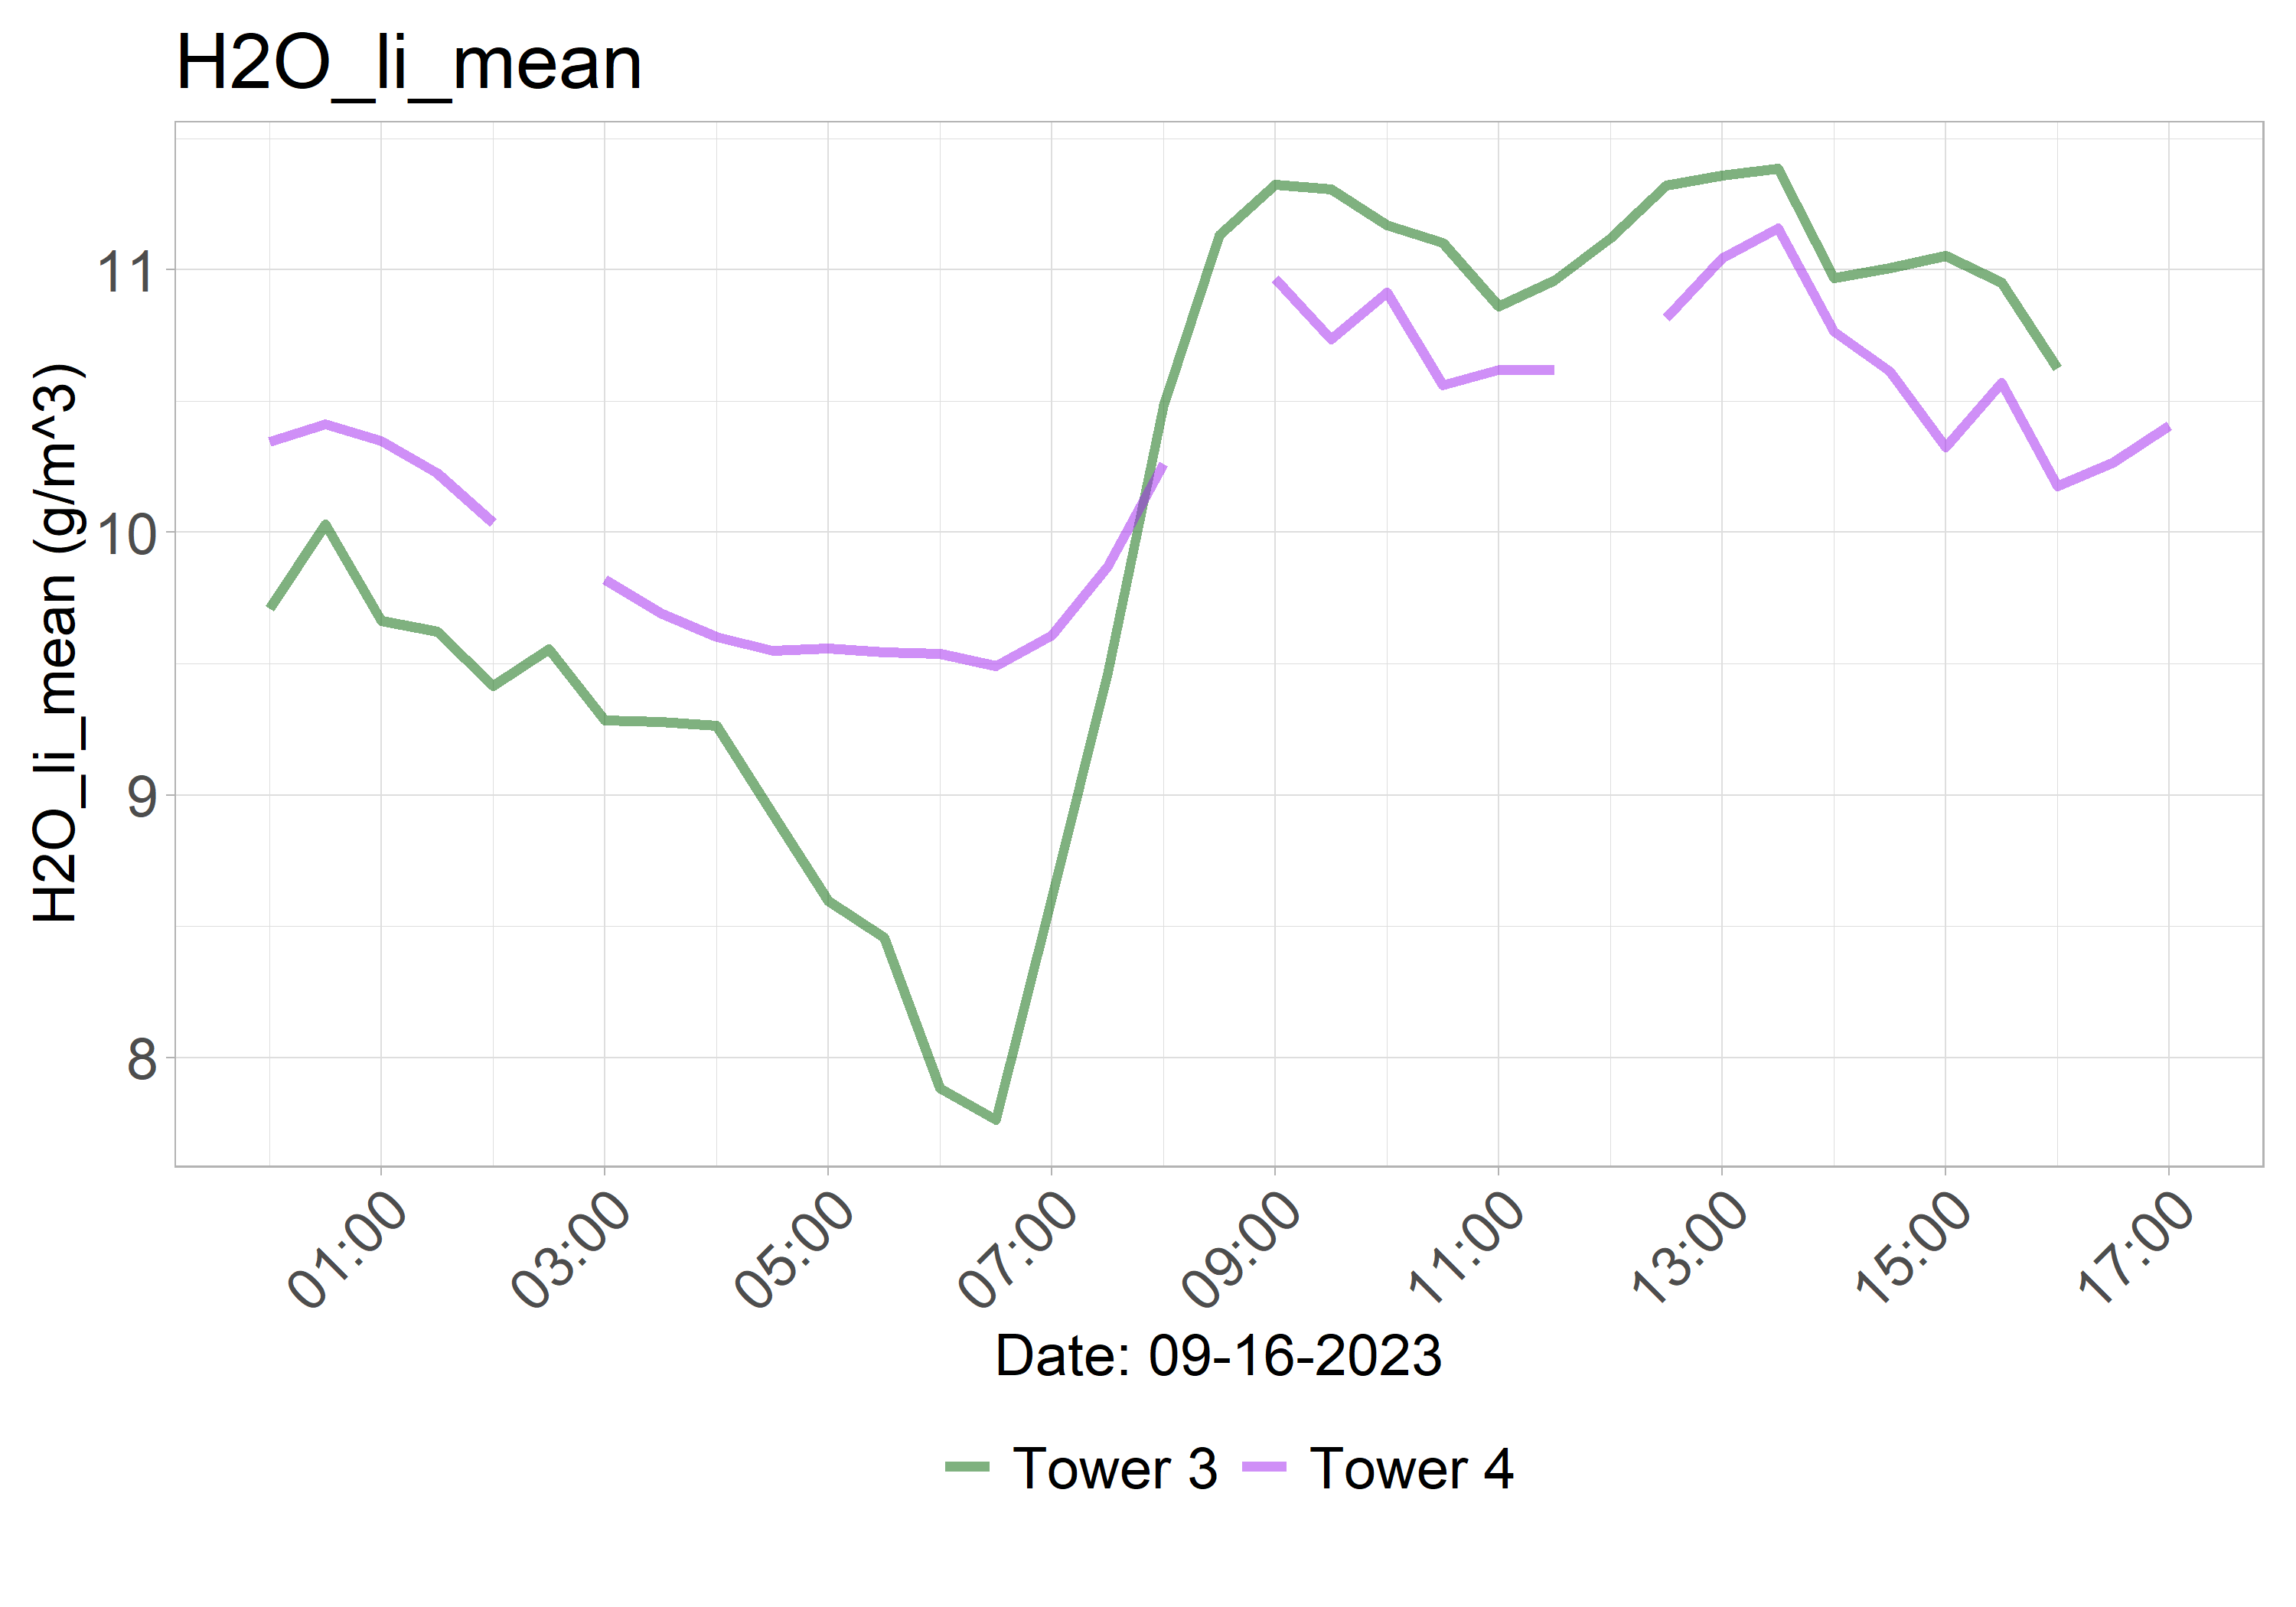 H2O_li_mean
H2O_li_mean (g/m^3)
11
10
9
8
01:00 03:00 05:00 07:00 09:00 11:00 13:00 15:00 17:00
Date: 09-16-2023
Tower 3 Tower 4